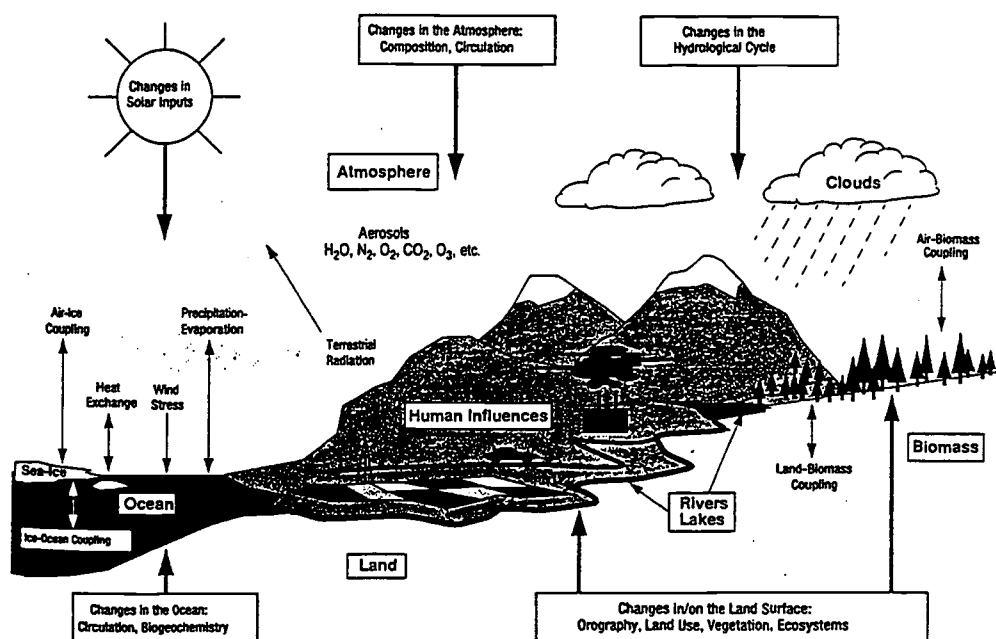 Changes in the Atmosphere:
Composition, Circulation
Changes in the
Hydrological Cycle
Changes in
Solar Inputs
Atmosphere
Clouds
Aerosols
H₂O, N₂, O₂, CO₂, O₃, etc.
Air-Biomass
Coupling
Air-Ice
Coupling
Precipitation-
Evaporation
Terrestrial
Radiation
Heat
Exchange
Wind
Stress
Human Influences
Sea-Ice
Ocean
Ice-Ocean Coupling
Land-Biomass
Coupling
Biomass
Rivers
Lakes
Land
Changes in the Ocean:
Circulation, Biogeochemistry
Changes in/on the Land Surface:
Orography, Land Use, Vegetation, Ecosystems